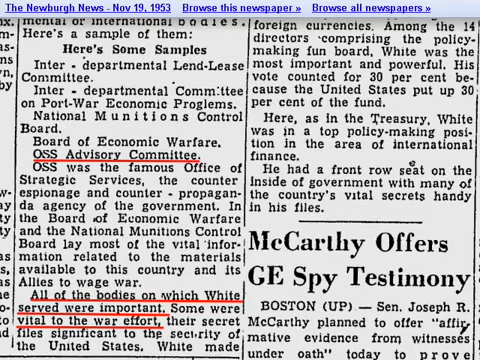 The Newburgh News - Nov 19, 1953 Browse this newspaper » Browse all newspapers »
mental or international bodies.
Here's a sample of them:
Here's Some Samples
Inter - departmental Lend-Lease
Committee.
Inter - departmental Committee
on Port-War Economic Proglems.
National Munitions Control
Board.
Board of Economic Warfare.
OSS Advisory Committee.
OSS was the famous Office of
Strategic Services, the counter
espionage and counter - propagan-
da agency of the government. In
the Board of Economic Warfare
and the National Munitions Control
Board lay most of the vital infor-
mation related to the materials
available to this country and its
Allies to wage war.
All of the bodies on which White
served were important. Some were
vital to the war effort, their secret
files significant to the security of
the United States. White made
foreign currencies. Among the 14
directors comprising the policy-
making fun board, White was the
most important and powerful. His
vote counted for 30 per cent be-
cause the United States put up 30
per cent of the fund.
Here, as in the Treasury, White
was in a top policy-making posi-
tion in the area of international
finance.
He had a front row seat on the
inside of government with many of
the country's vital secrets handy
in his files.
McCarthy Offers
GE Spy Testimony
BOSTON (UP) — Sen. Joseph R.
McCarthy planned to offer "affir-
mative evidence from witnesses
under oath" today to prove